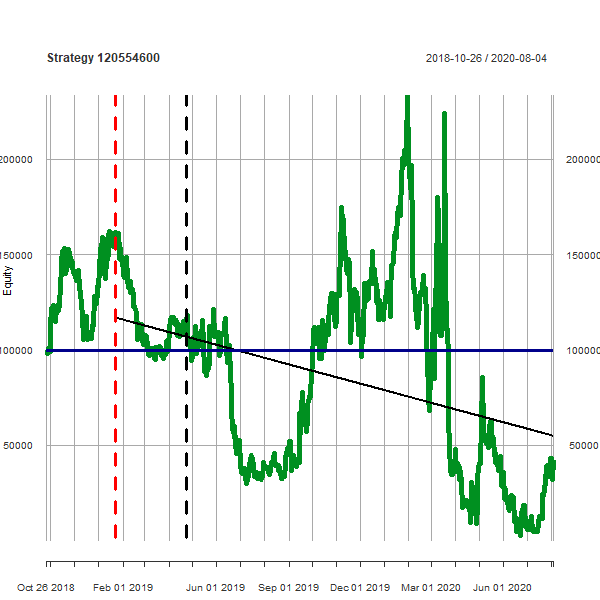 Strategy 120554600
2018-10-26 / 2020-08-04
200000
200000
150000
150000
Equity
100000
100000
50000
50000
Oct 26 2018
Feb 01 2019
Jun 01 2019
Sep 01 2019
Dec 01 2019
Mar 01 2020
Jun 01 2020